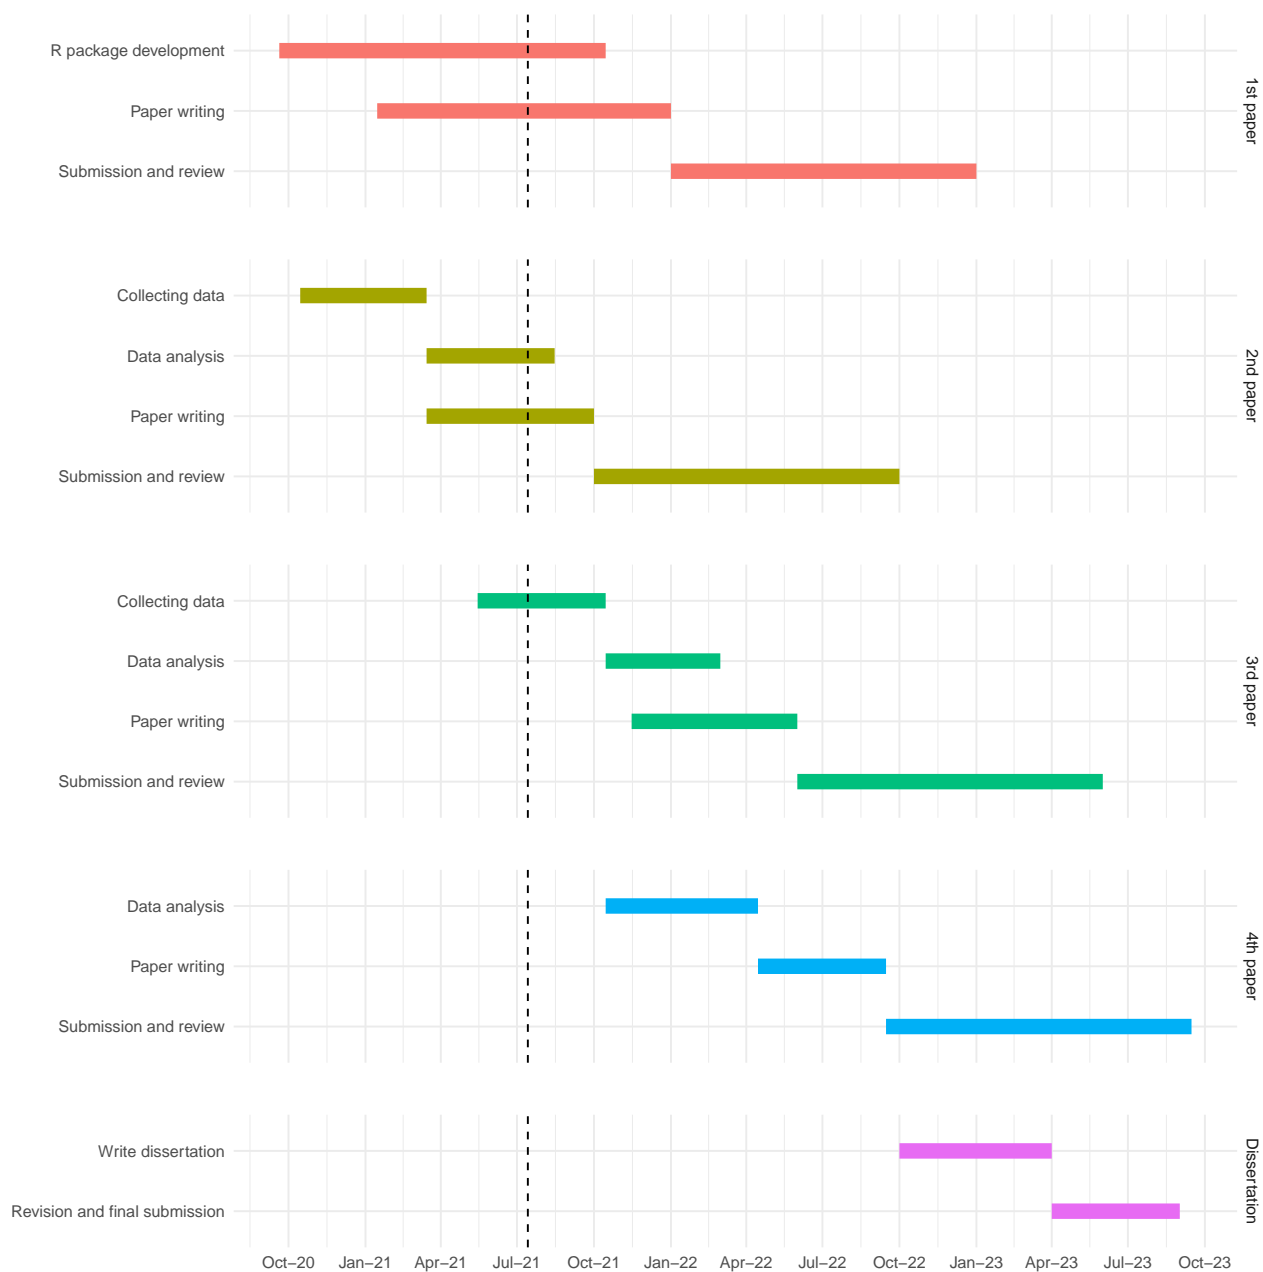 R package development
Paper writing
Submission and review
1st paper
Collecting data
Data analysis
Paper writing
Submission and review
2nd paper
Collecting data
Data analysis
Paper writing
Submission and review
3rd paper
Data analysis
Paper writing
Submission and review
4th paper
Write dissertation
Revision and final submission
Dissertation
Oct–20 Jan–21 Apr–21 Jul–21 Oct–21 Jan–22 Apr–22 Jul–22 Oct–22 Jan–23 Apr–23 Jul–23 Oct–23